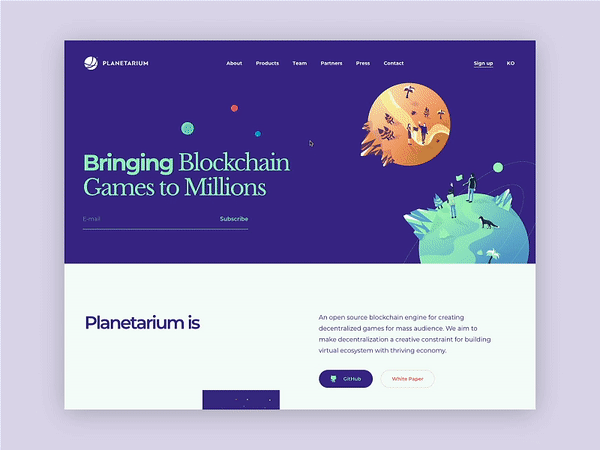 PLANETARIUM
About Products Team Partners Press Contact
Sign up KO
Bringing Blockchain
Games to Millions
E-mail Subscribe
Planetarium is
An open source blockchain engine for creating
decentralized games for mass audience. We aim to
make decentralization a creative constraint for building
virtual ecosystem with thriving economy.
GitHub White Paper